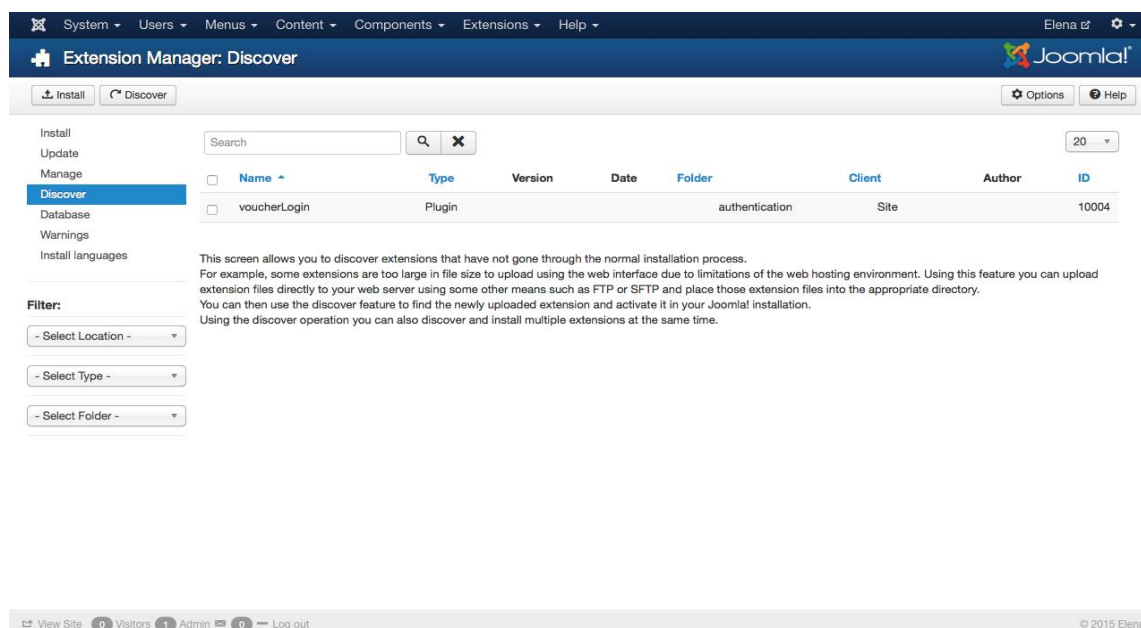 System Users Menus Content Components Extensions Help Elena
Extension Manager: Discover Joomla!®
Install Discover Options Help
Install
Update
Manage
Discover
Database
Warnings
Install languages
Filter:
- Select Location -
- Select Type -
- Select Folder -
Search 20
Name Type Version Date Folder Client Author ID
voucherLogin Plugin authentication Site 10004
This screen allows you to discover extensions that have not gone through the normal installation process.
For example, some extensions are too large in file size to upload using the web interface due to limitations of the web hosting environment. Using this feature you can upload
extension files directly to your web server using some other means such as FTP or SFTP and place those extension files into the appropriate directory.
You can then use the discover feature to find the newly uploaded extension and activate it in your Joomla! installation.
Using the discover operation you can also discover and install multiple extensions at the same time.
View Site 0 Visitors 1 Admin 0 Log out © 2015 Elena